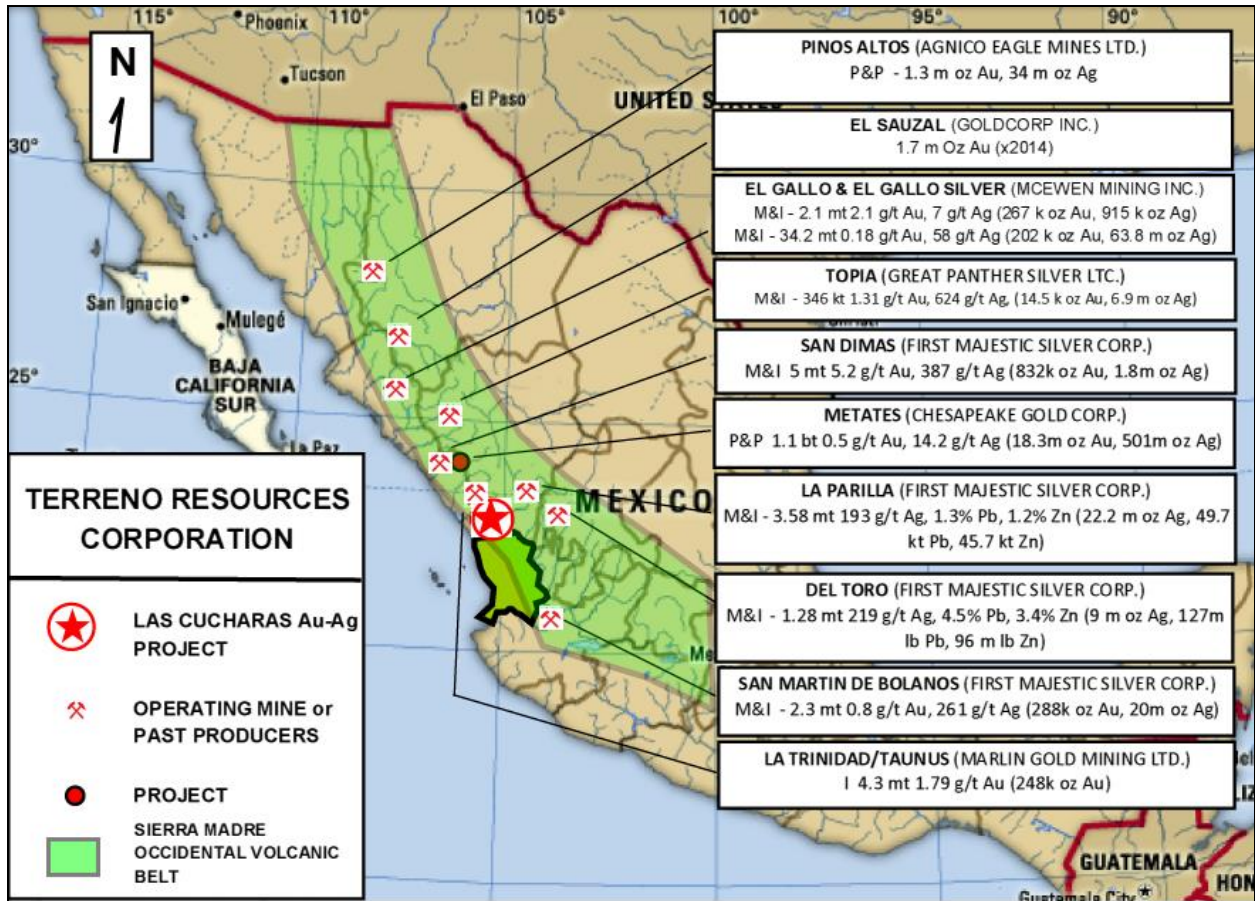 115°
110°
105°
100°
95°
90°
Phoenix
Tucson
El Paso
UNITED
30°
25°
San Ignacio
Mulegé
BAJA
CALIFORNIA
SUR
La Paz
MEXICO
GUATEMALA
Guatemala City
HON
N
PINOS ALTOS (AGNICO EAGLE MINES LTD.)
P&P - 1.3 m oz Au, 34 m oz Ag
EL SAUZAL (GOLDCORP INC.)
1.7 m Oz Au (x2014)
EL GALLO & EL GALLO SILVER (MCEWEN MINING INC.)
M&I - 2.1 mt 2.1 g/t Au, 7 g/t Ag (267 k oz Au, 915 k oz Ag)
M&I - 34.2 mt 0.18 g/t Au, 58 g/t Ag (202 k oz Au, 63.8 m oz Ag)
TOPIA (GREAT PANTHER SILVER LTC.)
M&I - 346 kt 1.31 g/t Au, 624 g/t Ag, (14.5 k oz Au, 6.9 m oz Ag)
SAN DIMAS (FIRST MAJESTIC SILVER CORP.)
M&I 5 mt 5.2 g/t Au, 387 g/t Ag (832k oz Au, 1.8m oz Ag)
METATES (CHESAPEAKE GOLD CORP.)
P&P 1.1 bt 0.5 g/t Au, 14.2 g/t Ag (18.3m oz Au, 501m oz Ag)
LA PARILLA (FIRST MAJESTIC SILVER CORP.)
M&I - 3.58 mt 193 g/t Ag, 1.3% Pb, 1.2% Zn (22.2 m oz Ag, 49.7
kt Pb, 45.7 kt Zn)
DEL TORO (FIRST MAJESTIC SILVER CORP.)
M&I - 1.28 mt 219 g/t Ag, 4.5% Pb, 3.4% Zn (9 m oz Ag, 127m
lb Pb, 96 m lb Zn)
SAN MARTIN DE BOLANOS (FIRST MAJESTIC SILVER CORP.)
M&I - 2.3 mt 0.8 g/t Au, 261 g/t Ag (288k oz Au, 20m oz Ag)
LA TRINIDAD/TAUNUS (MARLIN GOLD MINING LTD.)
I 4.3 mt 1.79 g/t Au (248k oz Au)
TERRENO RESOURCES
CORPORATION
LAS CUCHARAS Au-Ag
PROJECT
OPERATING MINE or
PAST PRODUCERS
PROJECT
SIERRA MADRE
OCCIDENTAL VOLCANIC
BELT